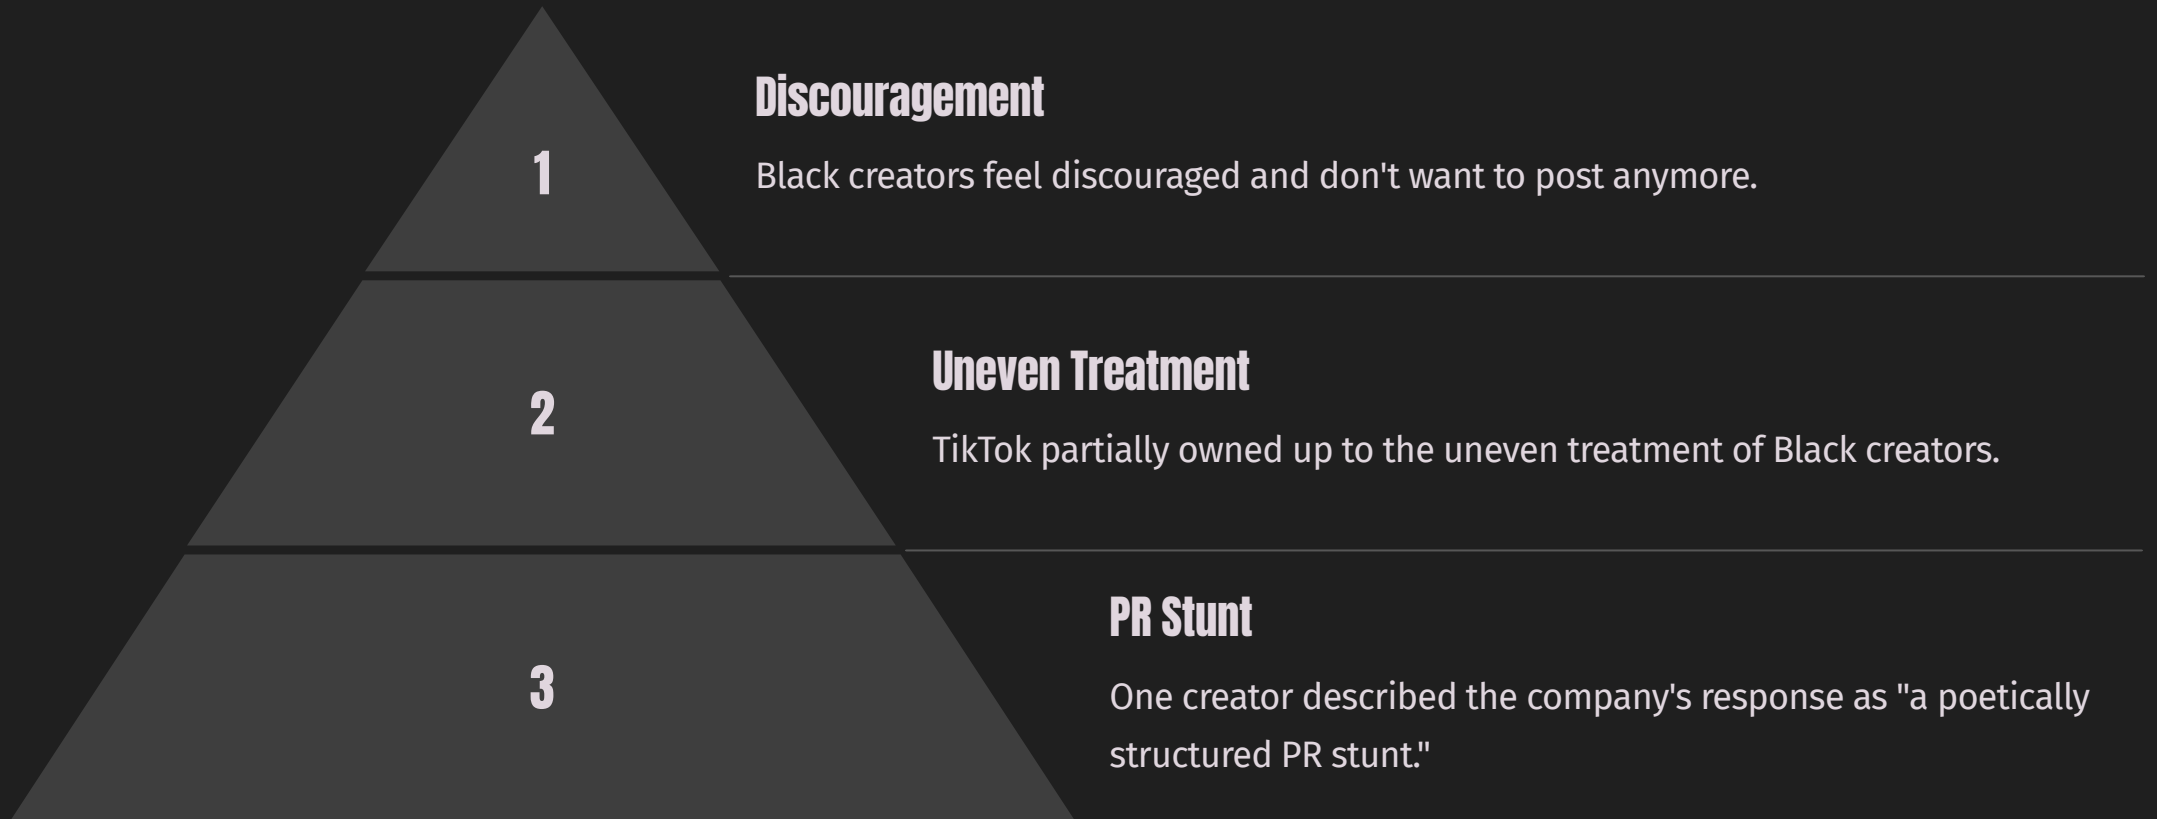 1
Discouragement
Black creators feel discouraged and don't want to post anymore.
2
Uneven Treatment
TikTok partially owned up to the uneven treatment of Black creators.
3
PR Stunt
One creator described the company's response as "a poetically
structured PR stunt."